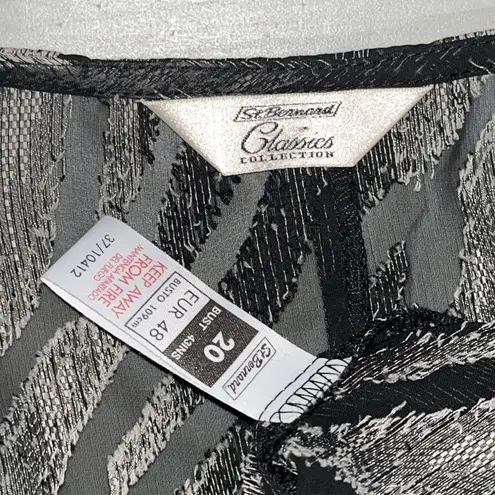 St.Bernard
Classics
COLLECTION
St.Bernard
20
BUST 43INS
EUR 48
BUSTO 109cm
KEEP AWAY
FROM FIRE
MANTENGA APARTADO
DEL FUEGO
37/10412